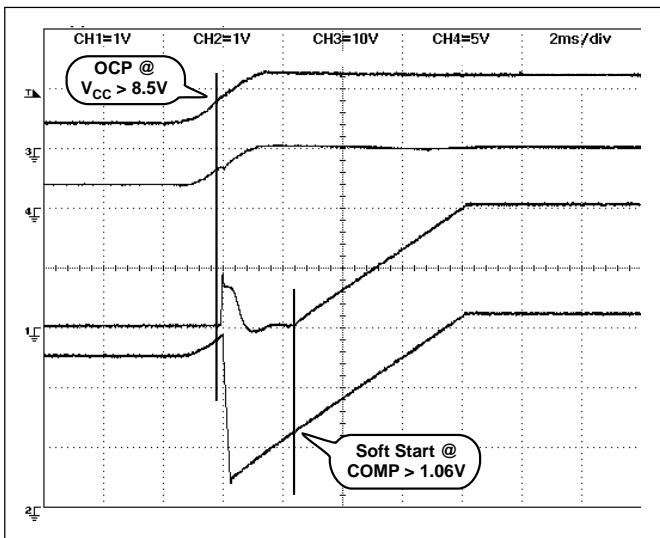 CH1=1V CH2=1V CH3=10V CH4=5V 2ms/div
OCP @
VCC > 8.5V
T
3
4
1
Soft Start @
COMP > 1.06V
2